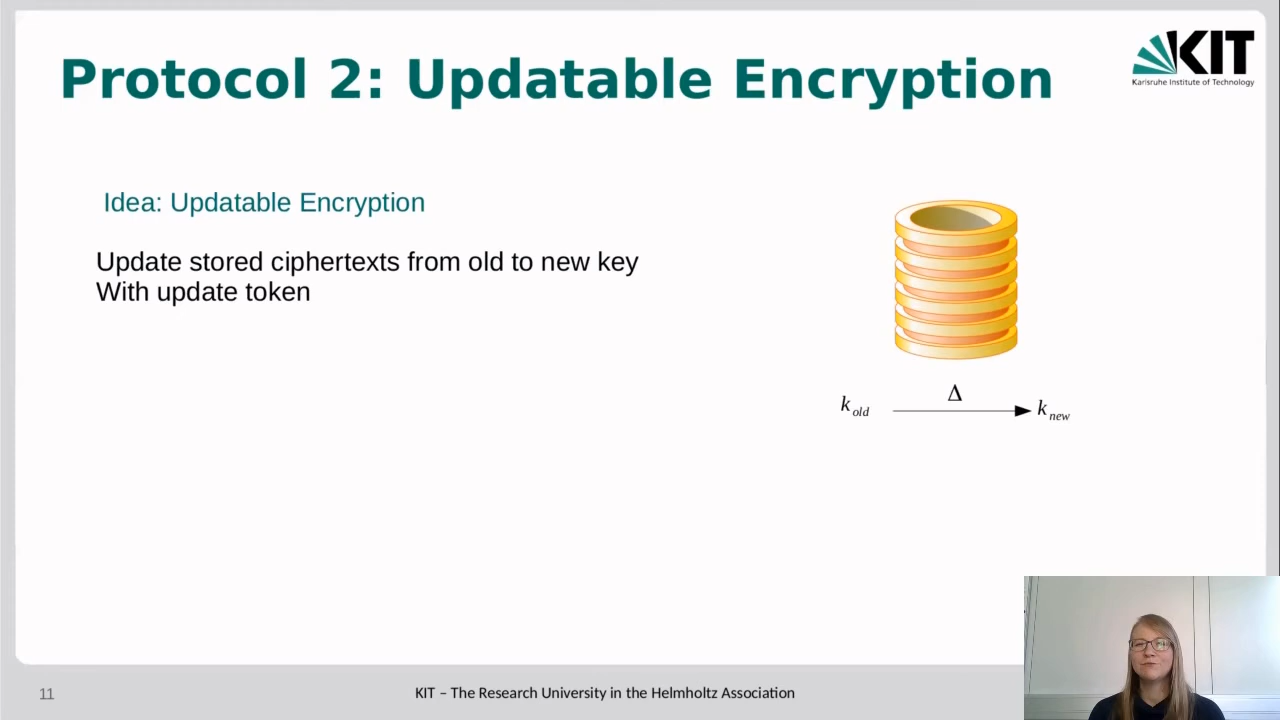 Protocol 2: Updatable Encryption
KIT
Karlsruhe Institute of Technology
Idea: Updatable Encryption
Update stored ciphertexts from old to new key
With update token
Δ
k old
k new
11
KIT – The Research University in the Helmholtz Association